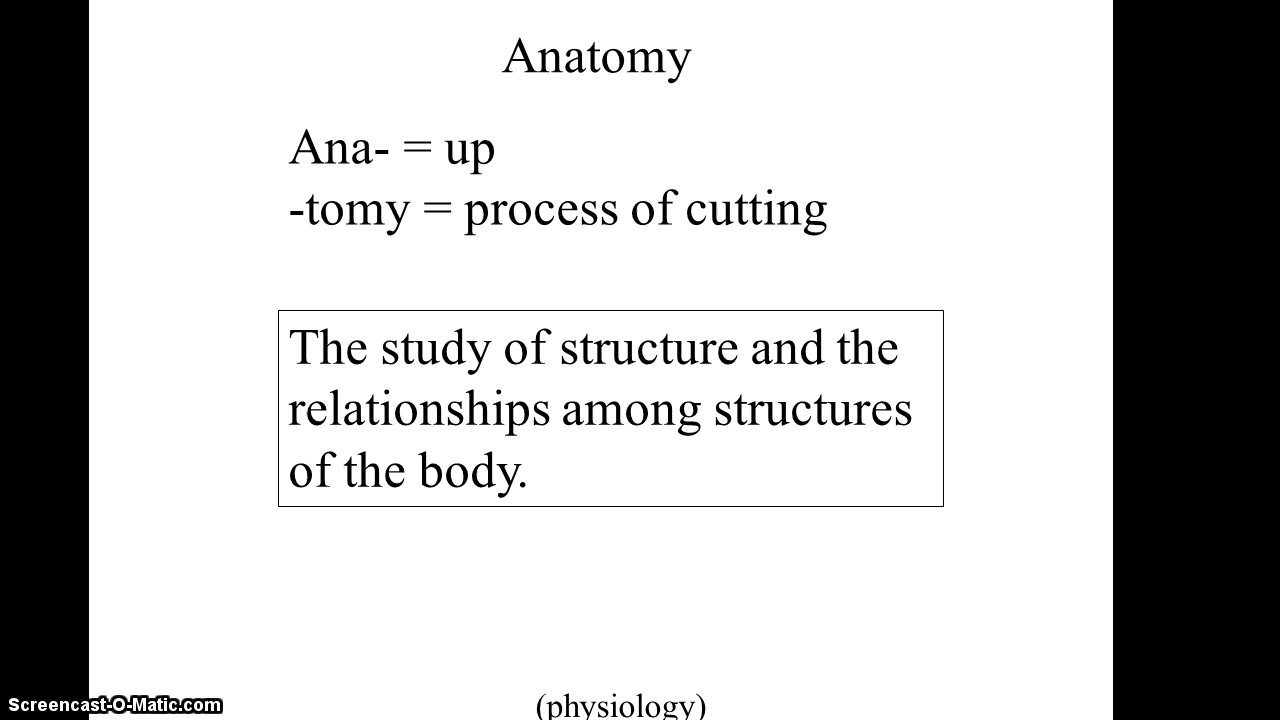 Anatomy
Ana- = up
-tomy = process of cutting
The study of structure and the
relationships among structures
of the body.
(physiology)
Screencast-O-Matic.com